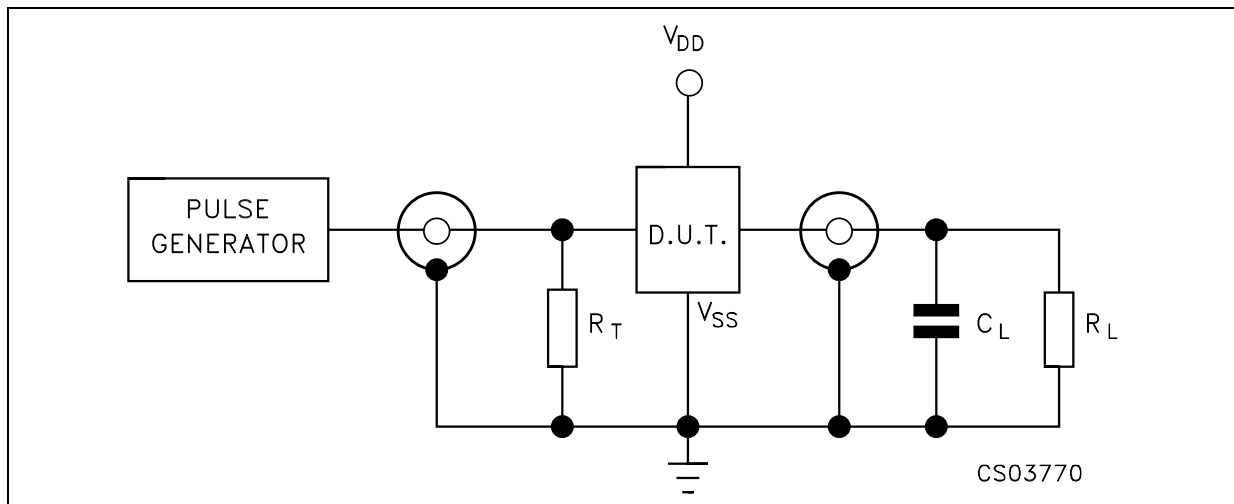 VDD
PULSE
GENERATOR
D.U.T.
VSS
RT
CL
RL
CS03770